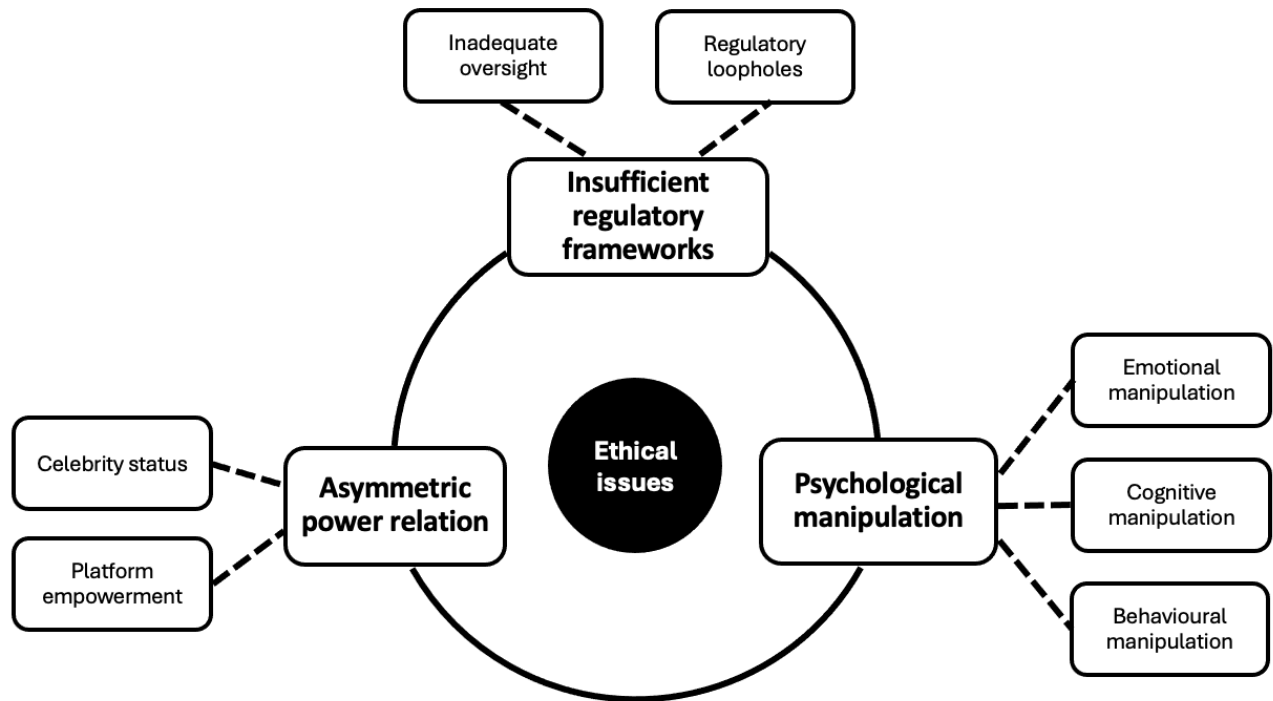 Inadequate
oversight
Regulatory
loopholes
Insufficient
regulatory
frameworks
Emotional
manipulation
Celebrity status
Asymmetric
power relation
Ethical
issues
Psychological
manipulation
Cognitive
manipulation
Platform
empowerment
Behavioural
manipulation